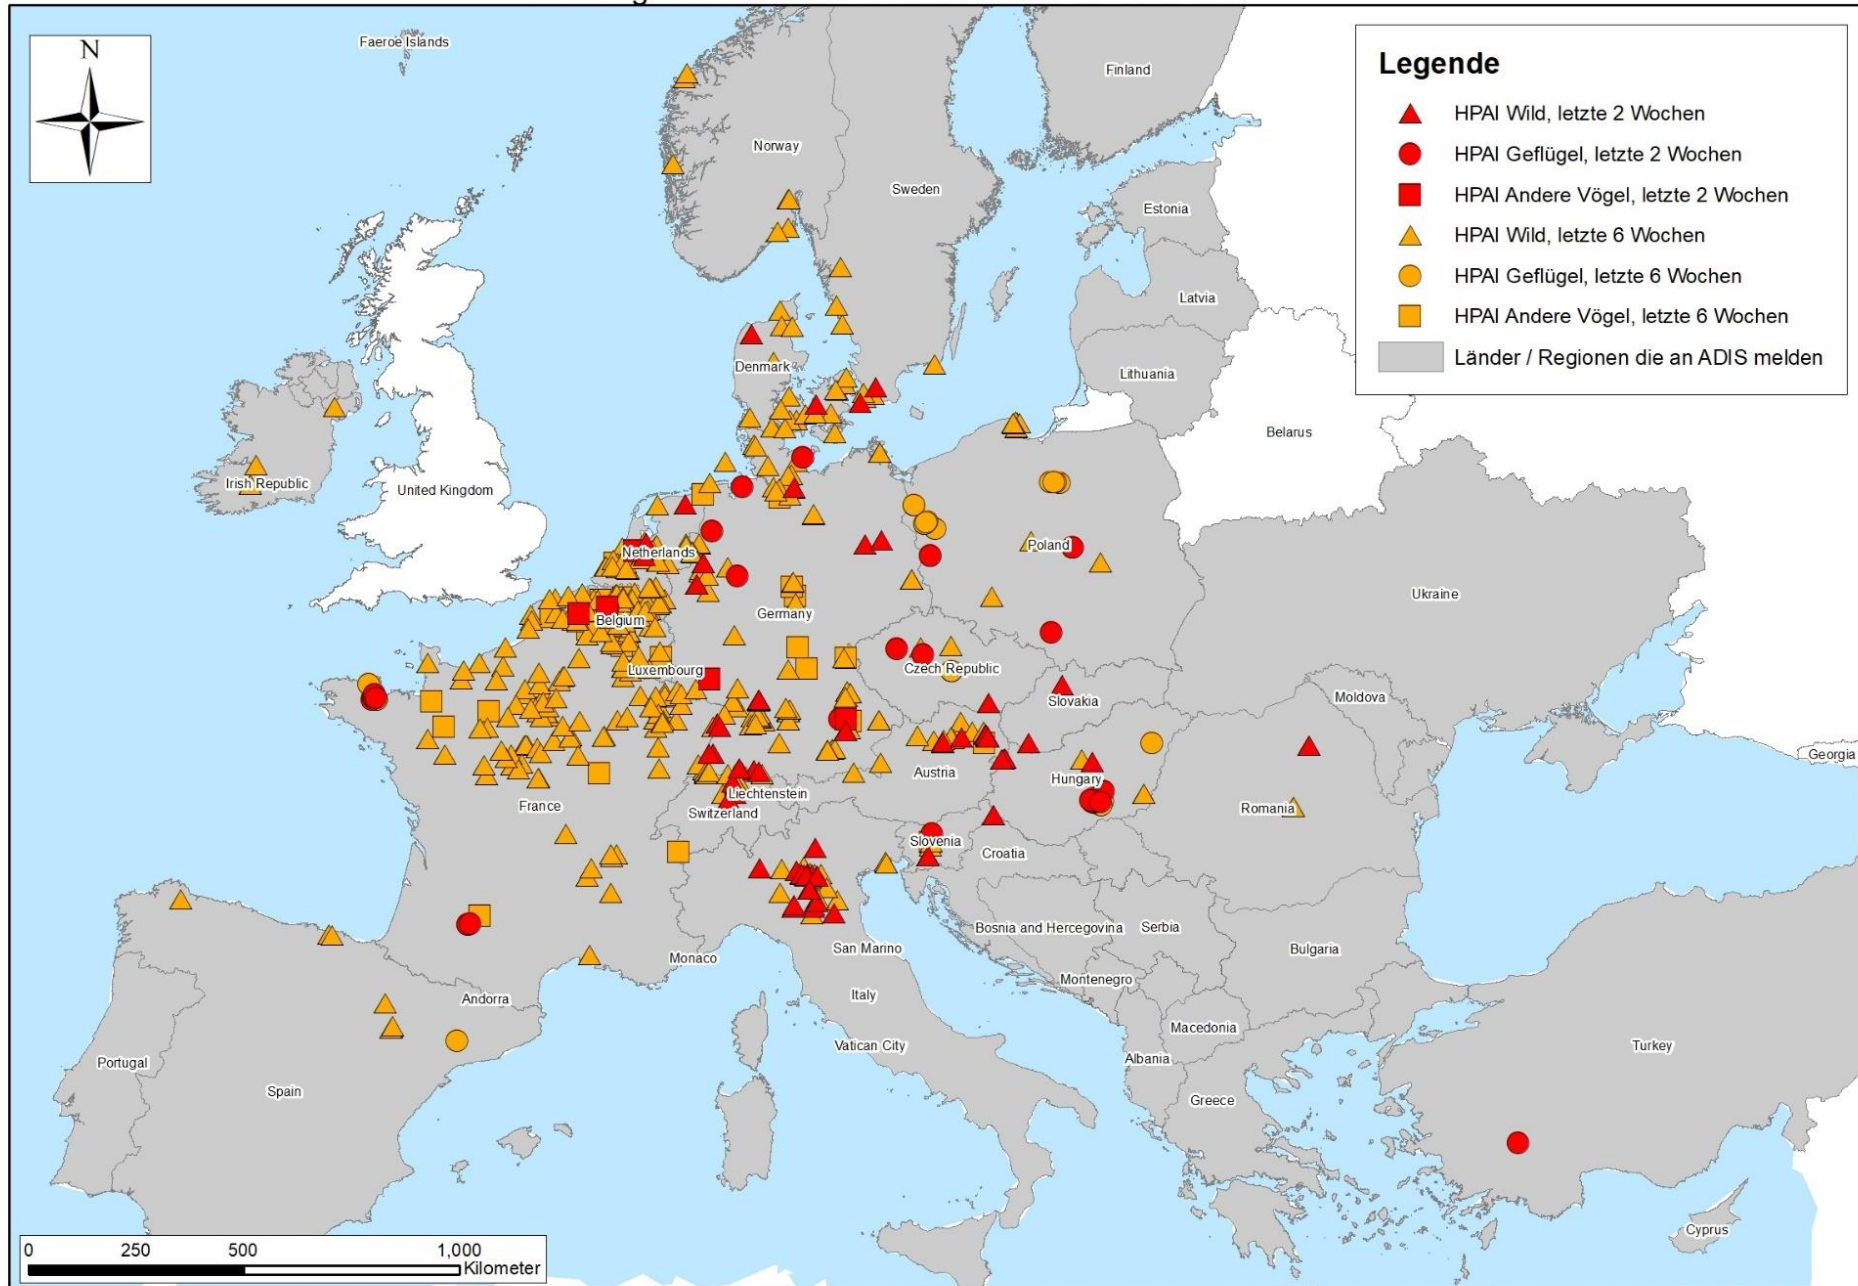 N
Faeroe Islands
Finland
Norway
Sweden
Estonia
Latvia
Lithuania
Denmark
Belarus
Irish Republic
United Kingdom
Netherlands
Poland
Germany
Belgium
Ukraine
Luxembourg
Czech Republic
Slovakia
Moldova
Georgia
Austria
Hungary
France
Liechtenstein
Switzerland
Romania
Slovenia
Croatia
Bosnia and Hercegovina
Serbia
San Marino
Monaco
Bulgaria
Montenegro
Italy
Andorra
Macedonia
Vatican City
Albania
Turkey
Portugal
Spain
Greece
Cyprus
Legende
HPAI Wild, letzte 2 Wochen
HPAI Geflügel, letzte 2 Wochen
HPAI Andere Vögel, letzte 2 Wochen
HPAI Wild, letzte 6 Wochen
HPAI Geflügel, letzte 6 Wochen
HPAI Andere Vögel, letzte 6 Wochen
Länder / Regionen die an ADIS melden
0 250 500 1,000
Kilometer